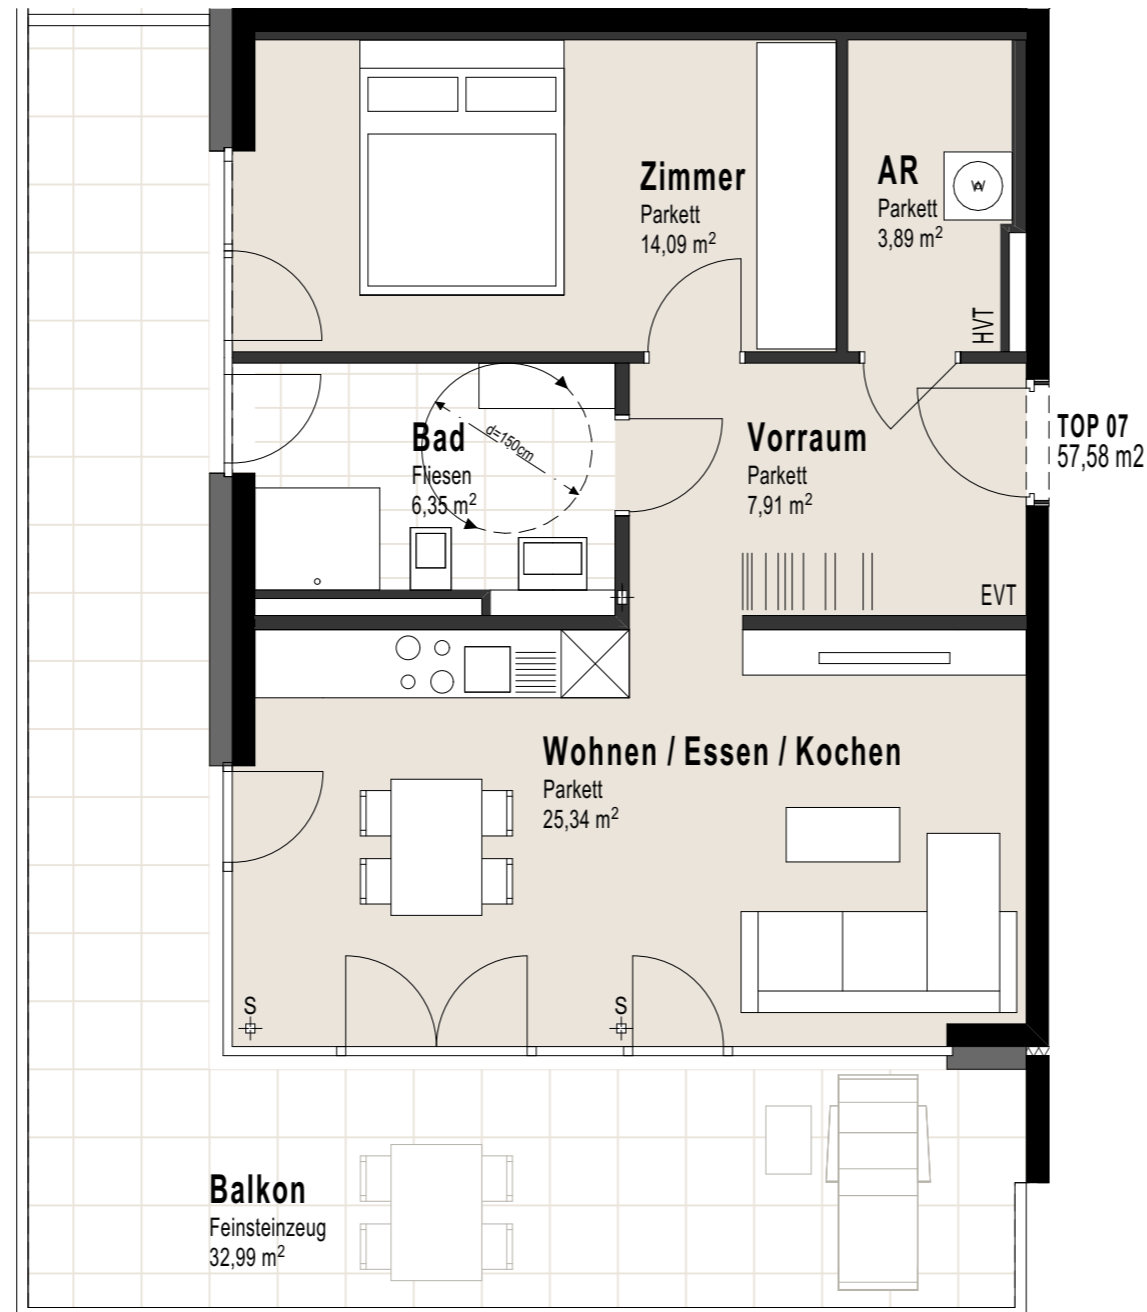 Zimmer
Parkett
14,09 m²
AR
Parkett
3,89 m²
W
HVT
Bad
Fliesen
6,35 m²
d=150cm
Vorraum
Parkett
7,91 m²
TOP 07
57,58 m2
EVT
Wohnen / Essen / Kochen
Parkett
25,34 m²
S
S
Balkon
Feinsteinzeug
32,99 m²